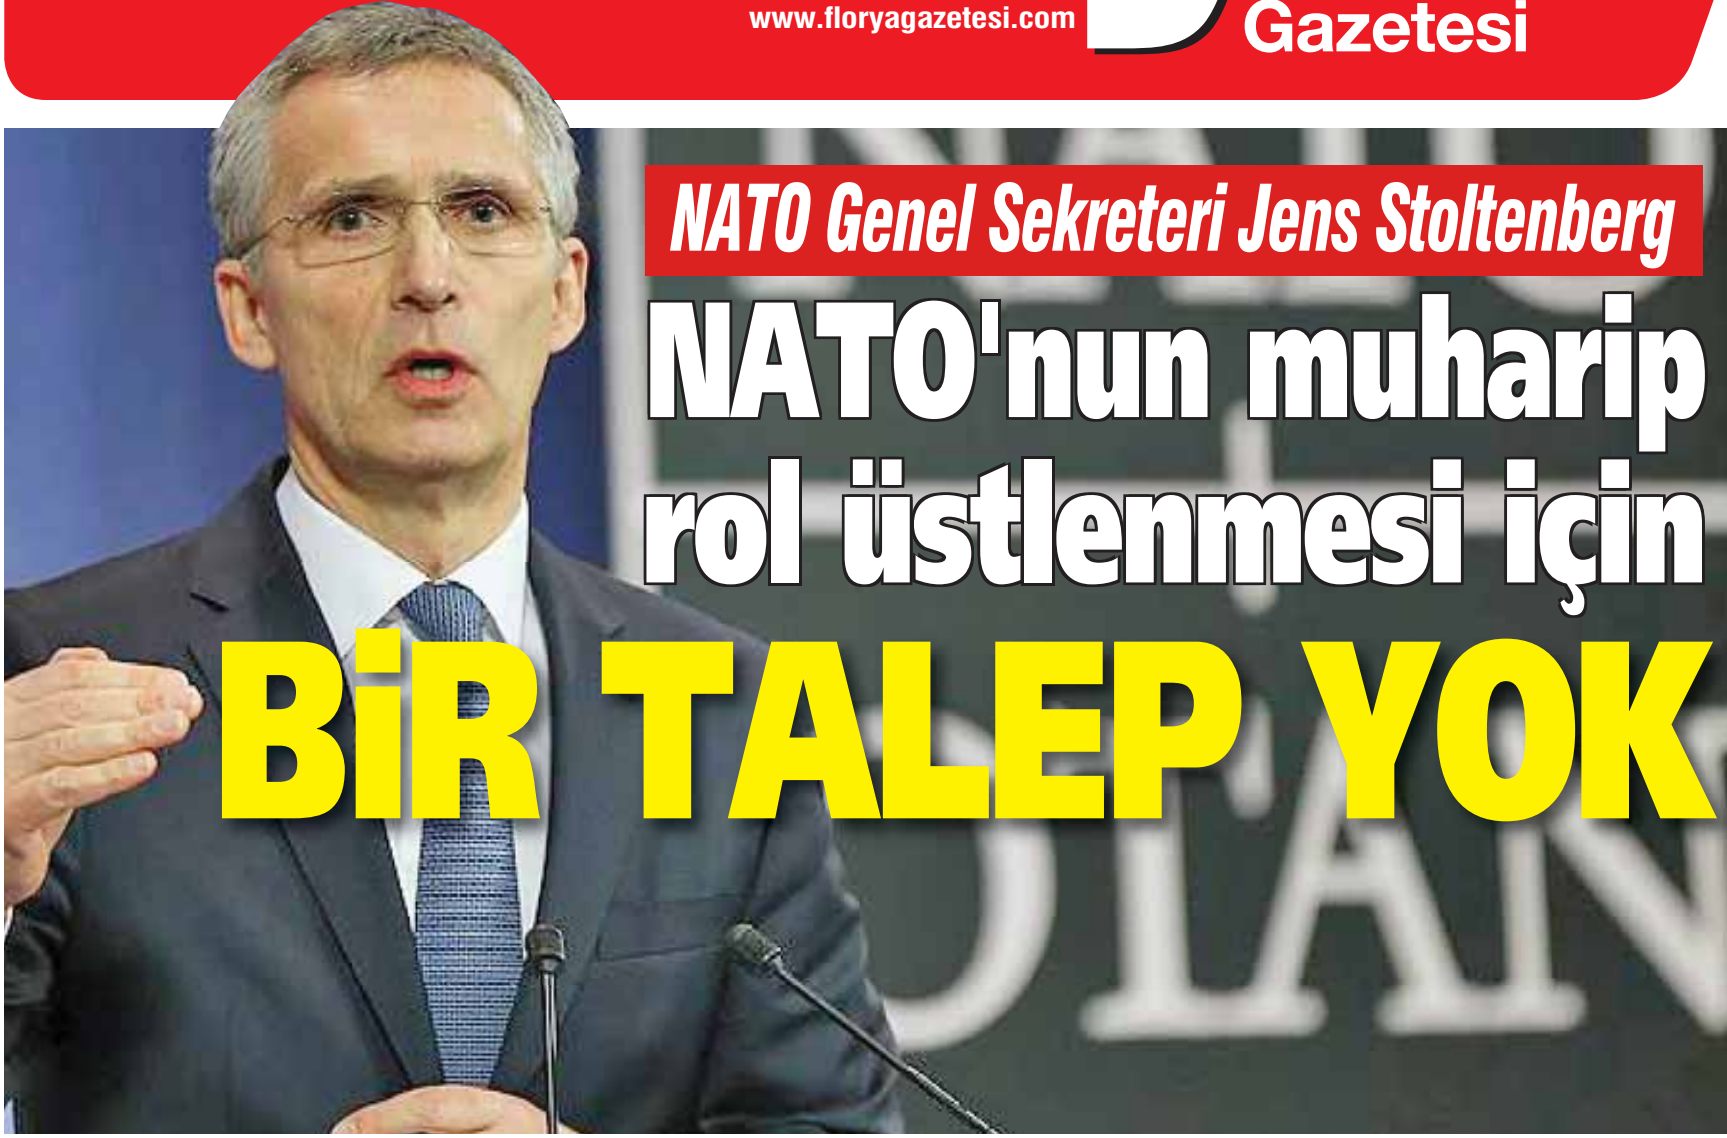 www.floryagazetesi.com
Gazetesi
NATO Genel Sekreteri Jens Stoltenberg
NATO'nun muharip
rol üstlenmesi için
BiR TALEP YOK